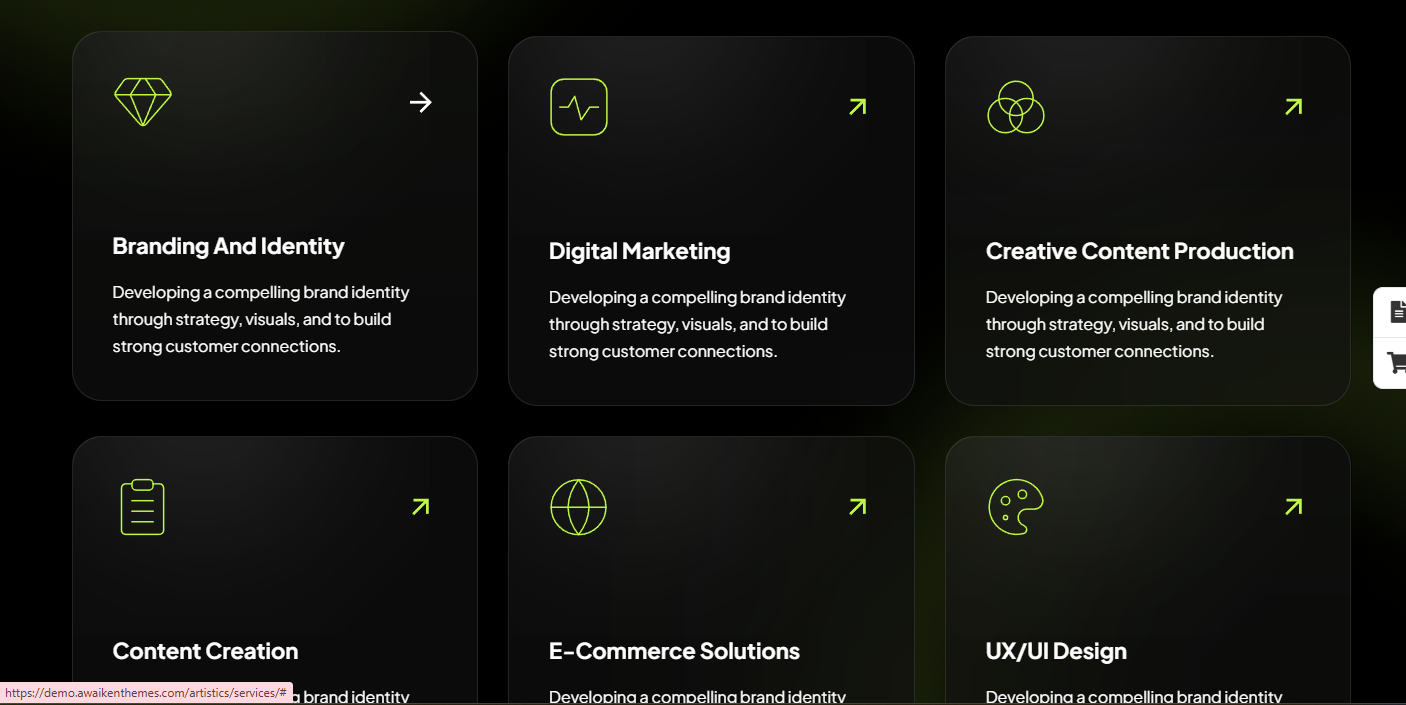 Branding And Identity
Developing a compelling brand identity
through strategy, visuals, and to build
strong customer connections.
Digital Marketing
Developing a compelling brand identity
through strategy, visuals, and to build
strong customer connections.
Creative Content Production
Developing a compelling brand identity
through strategy, visuals, and to build
strong customer connections.
Content Creation
g brand identity
E-Commerce Solutions
Developing a compelling brand identity
UX/UI Design
Developing a compelling brand identity
https://demo.awaikenthemes.com/artistics/services/#